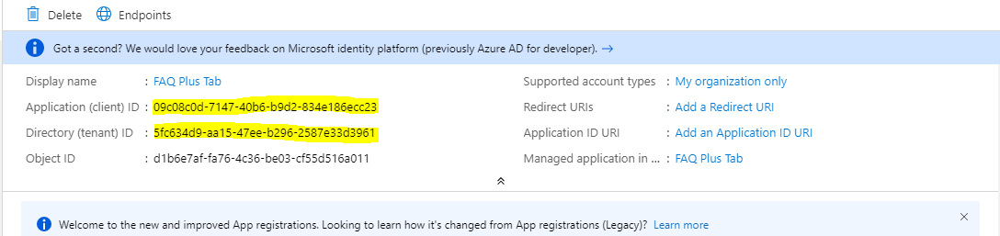 Delete Endpoints
Got a second? We would love your feedback on Microsoft identity platform (previously Azure AD for developer). →
Display name : FAQ Plus Tab
Supported account types : My organization only
Application (client) ID : 09c08c0d-7147-40b6-b9d2-834e186ecc23
Redirect URIs : Add a Redirect URI
Directory (tenant) ID : 5fc634d9-aa15-47ee-b296-2587e33d3961
Application ID URI : Add an Application ID URI
Object ID : d1b6e7af-fa76-4c36-be03-cf55d516a011
Managed application in ... : FAQ Plus Tab
Welcome to the new and improved App registrations. Looking to learn how it's changed from App registrations (Legacy)? Learn more